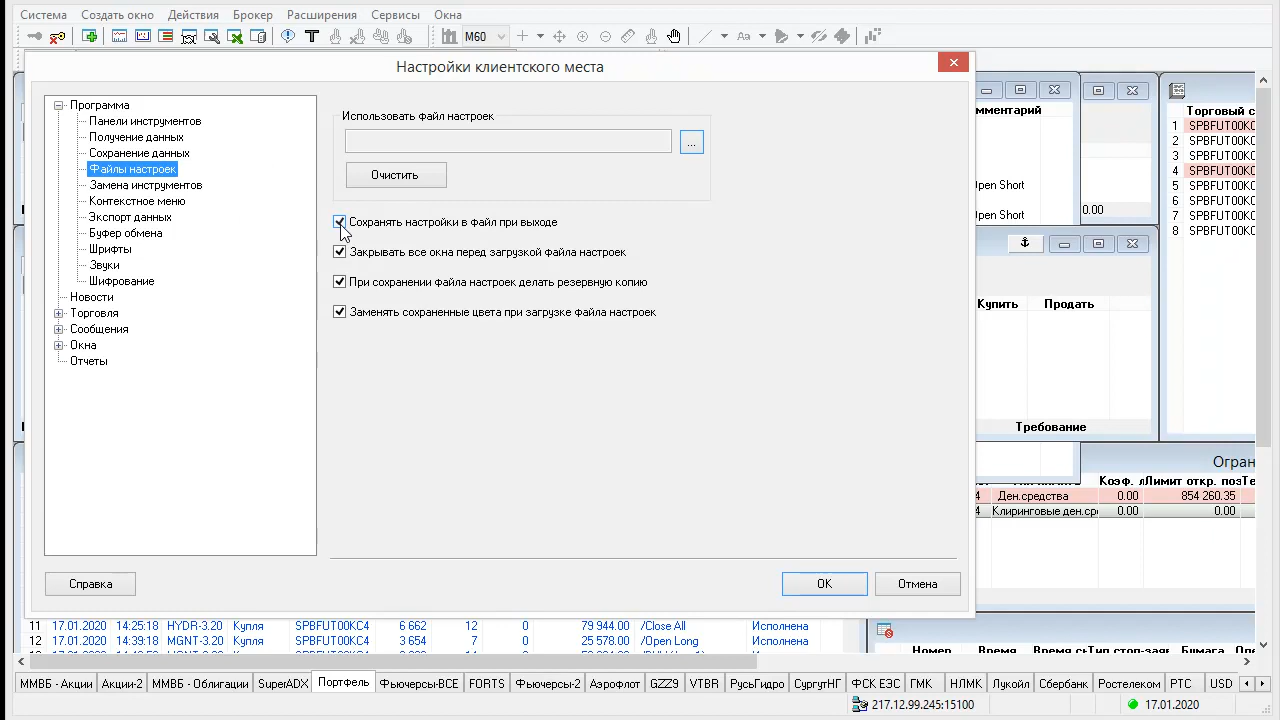 Система Создать окно Действия Брокер Расширения Сервисы Окна
M60
Aa
Настройки клиентского места
Программа
Панели инструментов
Получение данных
Сохранение данных
Файлы настроек
Замена инструментов
Контекстное меню
Экспорт данных
Буфер обмена
Шрифты
Звуки
Шифрование
Новости
Торговля
Сообщения
Окна
Отчеты
Использовать файл настроек
...
Очистить
Сохранять настройки в файл при выходе
Закрывать все окна перед загрузкой файла настроек
При сохранении файла настроек делать резервную копию
Заменять сохраненные цвета при загрузке файла настроек
Справка
OK
Отмена
мментарий
pen Short
pen Short
0.00
Торговый с
1 SPBFUT00KC
2 SPBFUT00KC
3 SPBFUT00KC
4 SPBFUT00KC
5 SPBFUT00KC
6 SPBFUT00KC
7 SPBFUT00KC
8 SPBFUT00KC
Купить Продать
Требование
Огран
Коэф. л Лимит откр. поз Те
4 Ден.средства 0.00 854 260.35
4 Клиринговые ден.ср 0.00 0.00
11 17.01.2020 14:25:18 HYDR-3.20 Купля SPBFUT00KC4 6 662 12 0 79 944.00 /Close All Исполнена
12 17.01.2020 14:39:18 MGNT-3.20 Купля SPBFUT00KC4 3 654 7 0 25 578.00 /Open Long Исполнена
Номер Время Время сн Тип стоп-заяв Бумага Опе
ММВБ - Акции Акции-2 ММВБ - Облигации SuperADX Портфель Фьючерсы-ВСЕ FORTS Фьючерсы-2 Аэрофлот GZZ9 VTBR РусьГидро СургутНГ ФСК ЕЭС ГМК НЛМК Лукойл Сбербанк Ростелеком РТС USD
217.12.99.245:15100 17.01.2020